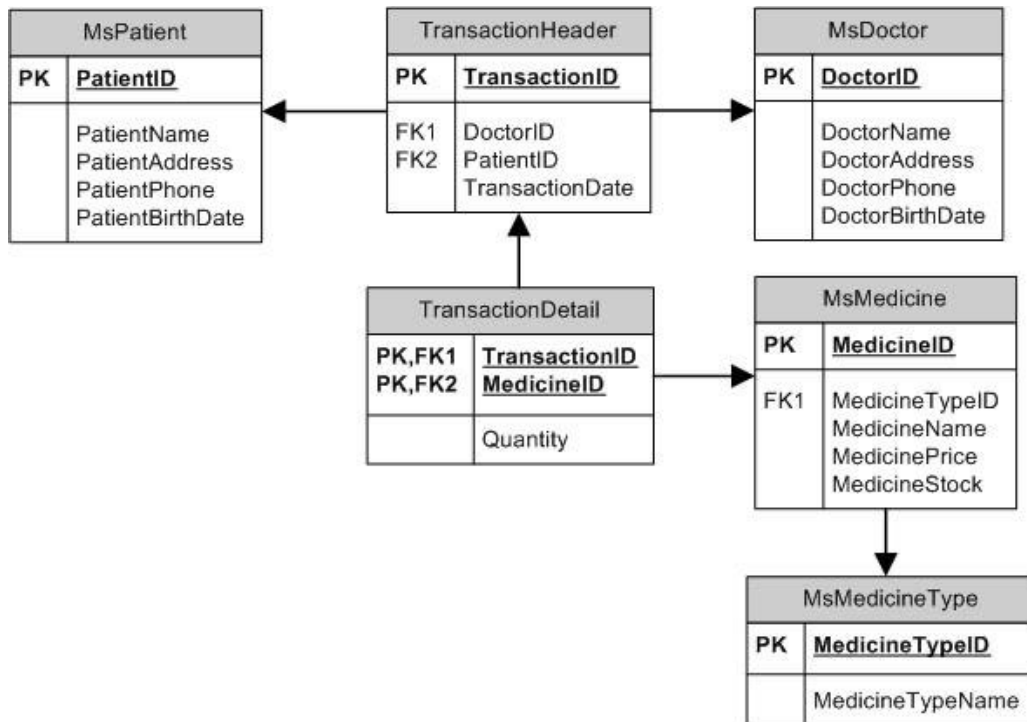 MsPatient
PK PatientID
PatientName
PatientAddress
PatientPhone
PatientBirthDate
TransactionHeader
PK TransactionID
FK1 DoctorID
FK2 PatientID
TransactionDate
MsDoctor
PK DoctorID
DoctorName
DoctorAddress
DoctorPhone
DoctorBirthDate
TransactionDetail
PK,FK1 TransactionID
PK,FK2 MedicineID
Quantity
MsMedicine
PK MedicineID
FK1 MedicineTypeID
MedicineName
MedicinePrice
MedicineStock
MsMedicineType
PK MedicineTypeID
MedicineTypeName